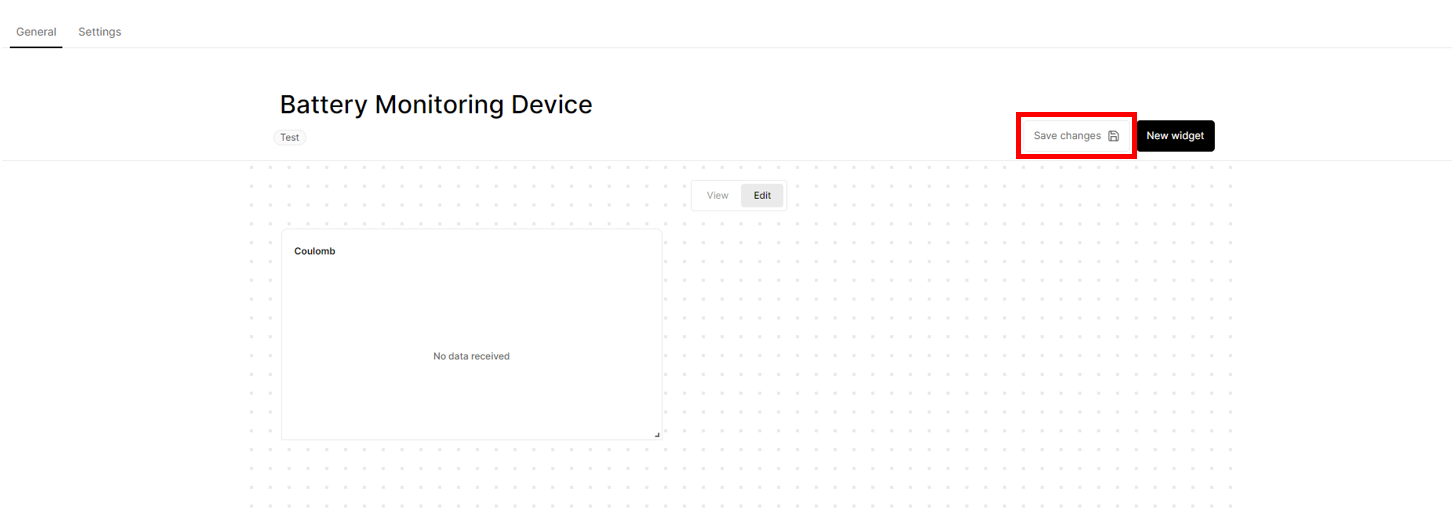 General Settings
Battery Monitoring Device
Test
Save changes New widget
View Edit
Coulomb
No data received